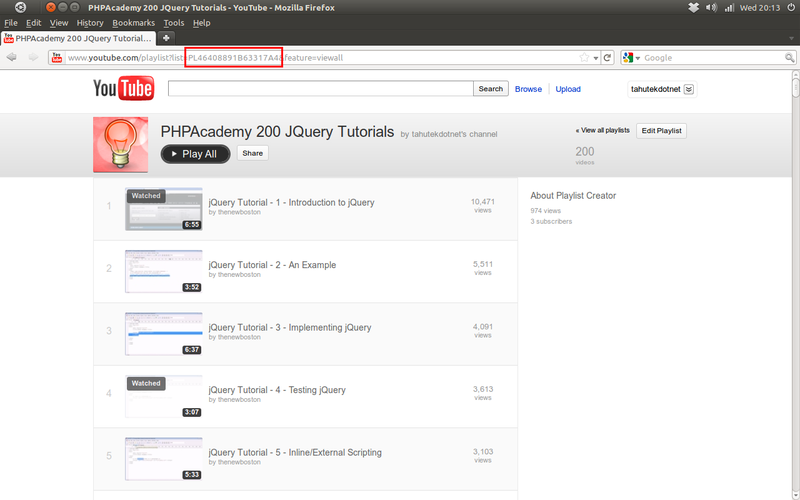 PHPAcademy 200 JQuery Tutorials - YouTube - Mozilla Firefox
Wed 20:13
File Edit View History Bookmarks Tools Help
PHPAcademy 200 JQuery Tutorial...
www.youtube.com/playlist?list=PL46408891B63317A4&feature=viewall
Google
YouTube
Search
Browse
Upload
tahutekdotnet
PHPAcademy 200 JQuery Tutorials by tahutekdotnet's channel
« View all playlists
Edit Playlist
Play All
Share
200
videos
1
Watched
6:55
jQuery Tutorial - 1 - Introduction to jQuery
by thenewboston
10,471
views
2
3:52
jQuery Tutorial - 2 - An Example
by thenewboston
5,511
views
3
6:37
jQuery Tutorial - 3 - Implementing jQuery
by thenewboston
4,091
views
4
Watched
3:07
jQuery Tutorial - 4 - Testing jQuery
by thenewboston
3,613
views
5
5:33
jQuery Tutorial - 5 - Inline/External Scripting
by thenewboston
3,103
views
About Playlist Creator
974 views
3 subscribers